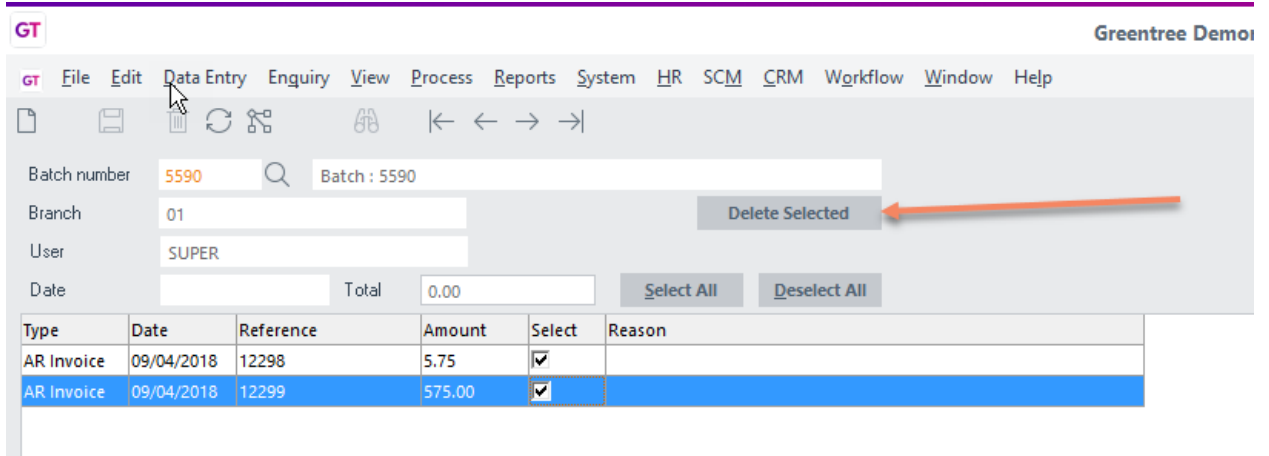 GT
Greentree Demor
GT File Edit Data Entry Enquiry View Process Reports System HR SCM CRM Workflow Window Help
Batch number 5590 Batch : 5590
Branch 01 Delete Selected
User SUPER
Date Total 0.00 Select All Deselect All
Type Date Reference Amount Select Reason
AR Invoice 09/04/2018 12298 5.75
AR Invoice 09/04/2018 12299 575.00